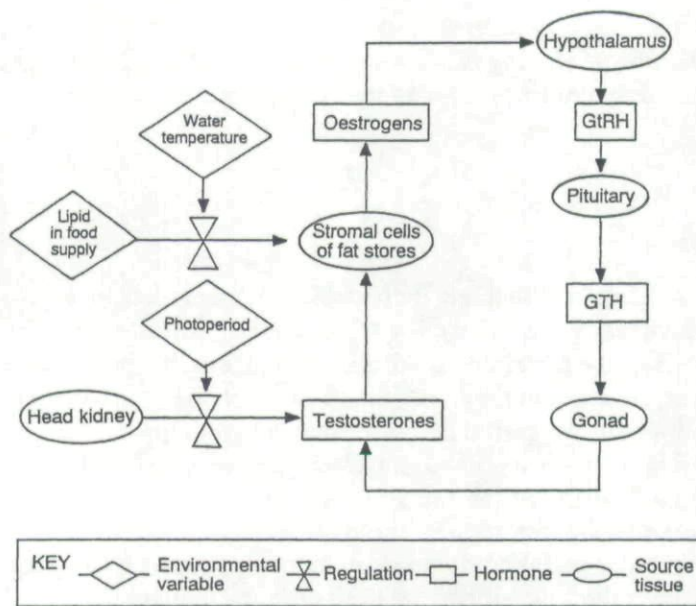 Hypothalamus
Water
temperature
Oestrogens
GtRH
Lipid
in food
supply
Stromal cells
of fat stores
Pituitary
Photoperiod
GTH
Head kidney
Testosterones
Gonad
KEY
Environmental
variable
Regulation
Hormone
Source
tissue